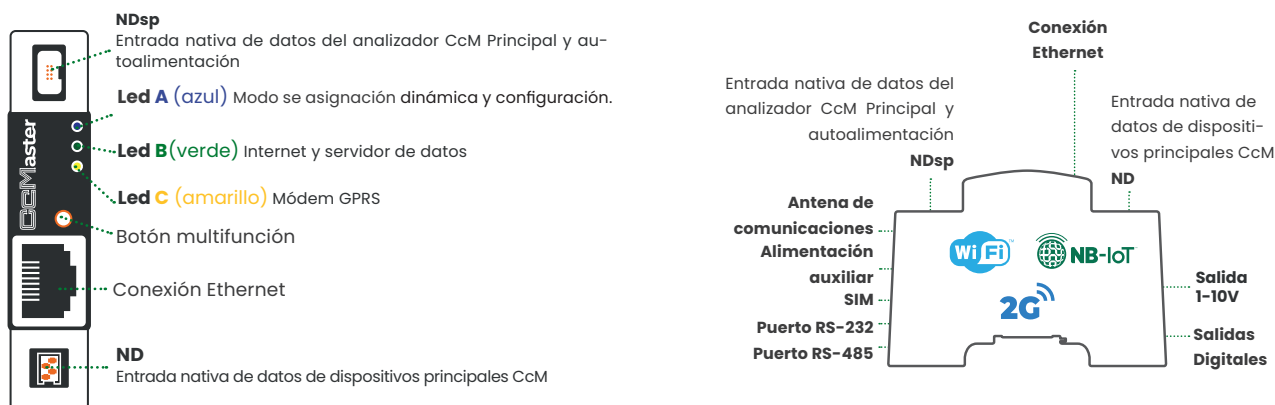 NDsp
Entrada nativa de datos del analizador CcM Principal y au-
toalimentación
Led A (azul) Modo se asignación dinámica y configuración.
CcMaster
Led B(verde) Internet y servidor de datos
Led C (amarillo) Módem GPRS
Botón multifunción
Conexión Ethernet
ND
Entrada nativa de datos de dispositivos principales CcM
Conexión
Ethernet
Entrada nativa de datos del
analizador CcM Principal y
autoalimentación
NDsp
Entrada nativa de
datos de dispositi-
vos principales CcM
ND
Antena de
comunicaciones
Alimentación
auxiliar
SIM
Puerto RS-232
Puerto RS-485
WiFi
NB-IoT
2G
Salida
1-10V
Salidas
Digitales